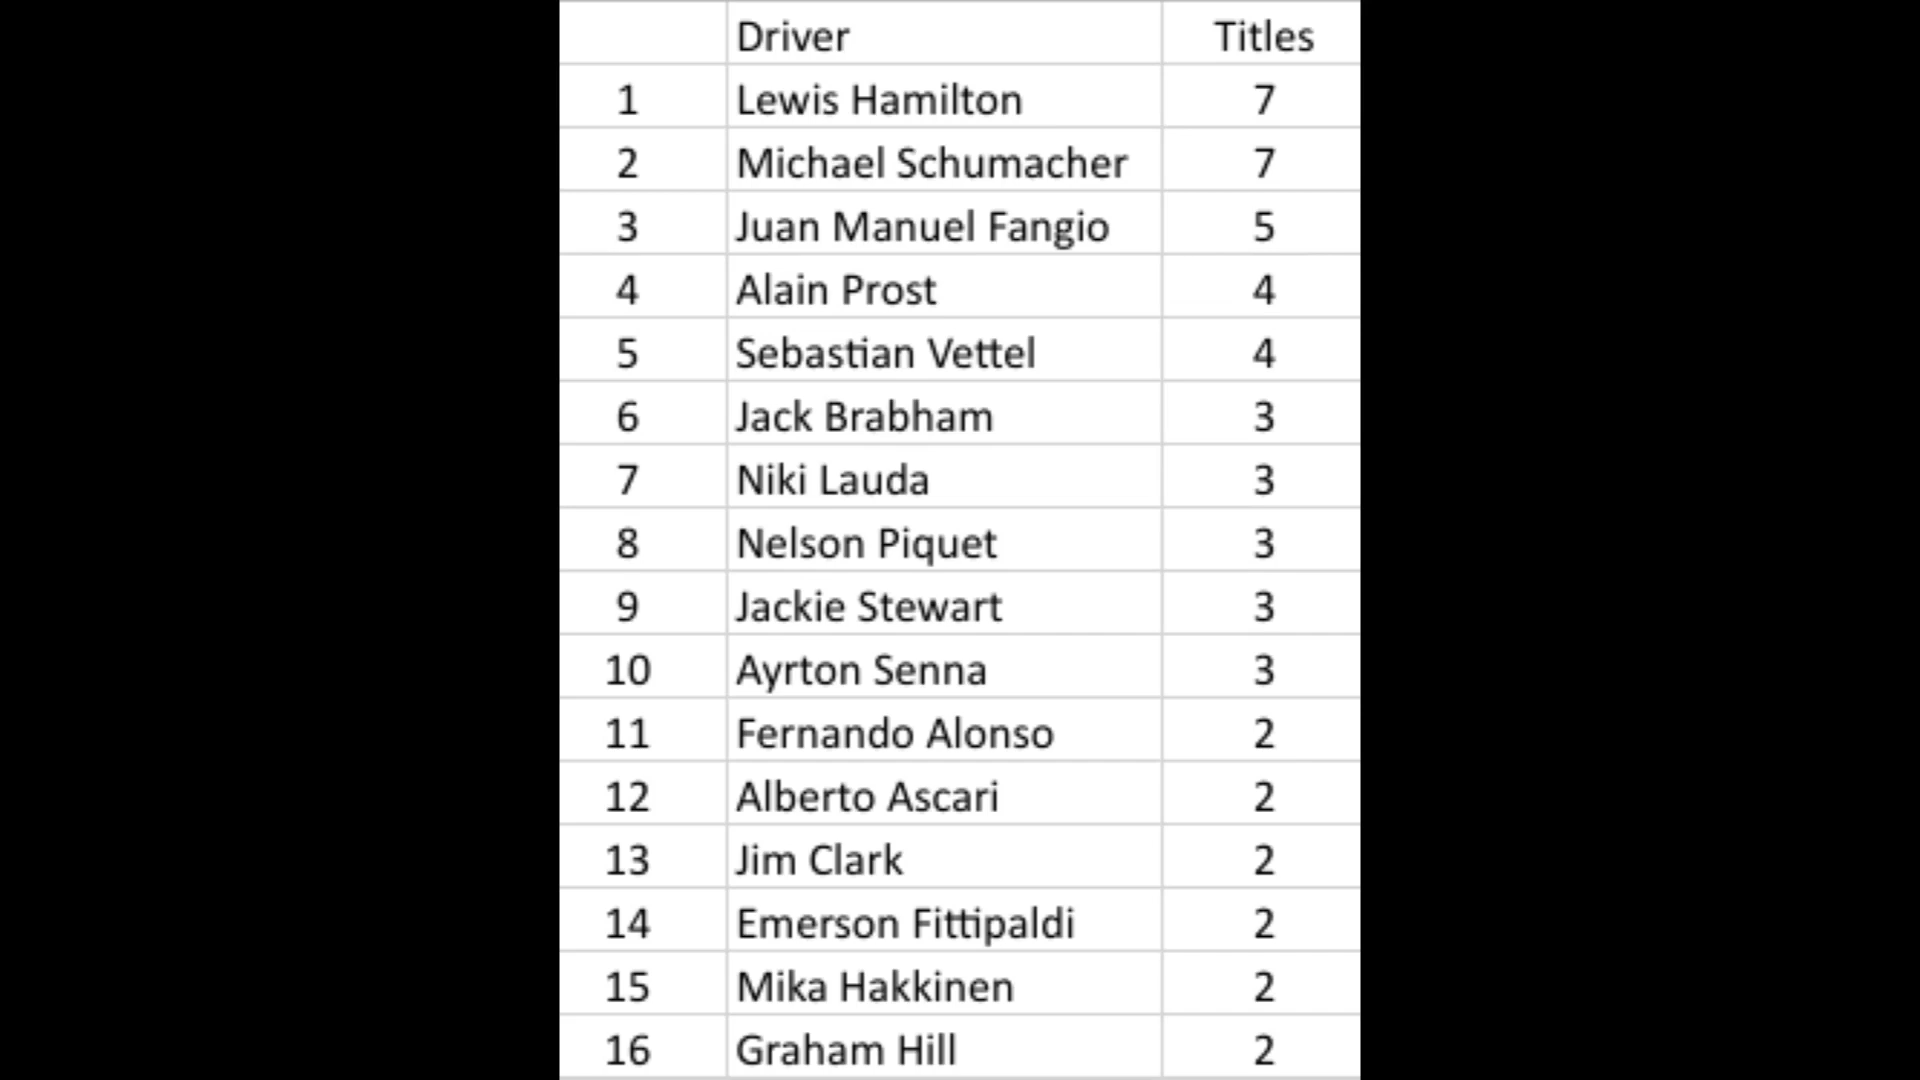 Driver Titles
1 Lewis Hamilton 7
2 Michael Schumacher 7
3 Juan Manuel Fangio 5
4 Alain Prost 4
5 Sebastian Vettel 4
6 Jack Brabham 3
7 Niki Lauda 3
8 Nelson Piquet 3
9 Jackie Stewart 3
10 Ayrton Senna 3
11 Fernando Alonso 2
12 Alberto Ascari 2
13 Jim Clark 2
14 Emerson Fittipaldi 2
15 Mika Hakkinen 2
16 Graham Hill 2